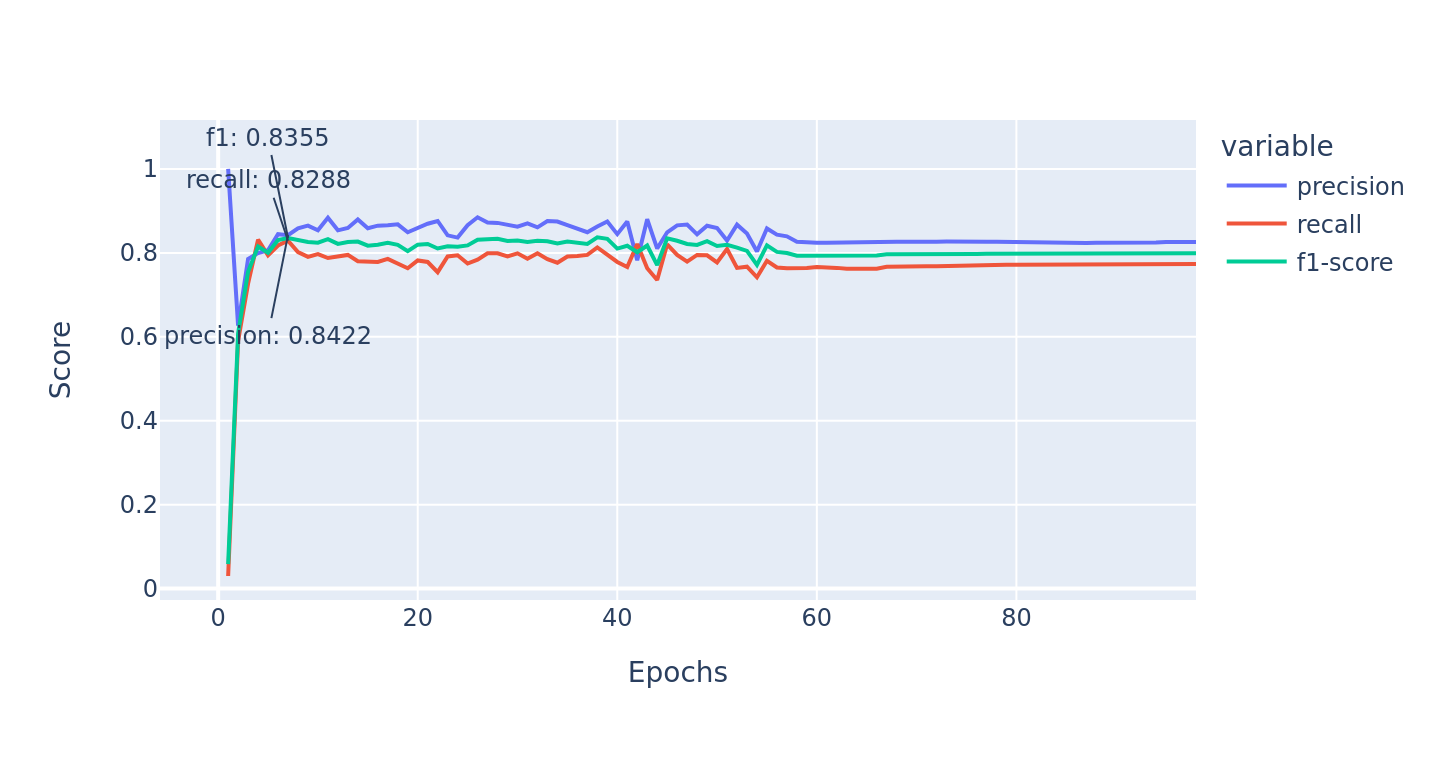 f1: 0.8355
recall: 0.8288
precision: 0.8422
1
0.8
0.6
0.4
0.2
0
0
20
40
60
80
Score
Epochs
variable
precision
recall
f1-score